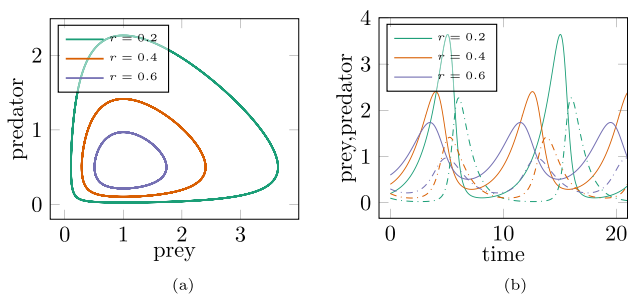 2
1
0
predator
r = 0.2
r = 0.4
r = 0.6
0 1 2 3
prey
(a)
4
3
2
1
0
prey,predator
r = 0.2
r = 0.4
r = 0.6
0 10 20
time
(b)